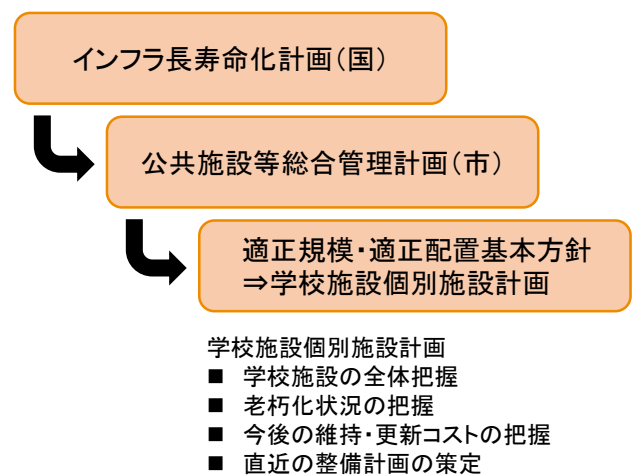 インフラ長寿命化計画(国)
公共施設等総合管理計画(市)
適正規模・適正配置基本方針
⇒学校施設個別施設計画
学校施設個別施設計画
■ 学校施設の全体把握
■ 老朽化状況の把握
■ 今後の維持・更新コストの把握
■ 直近の整備計画の策定